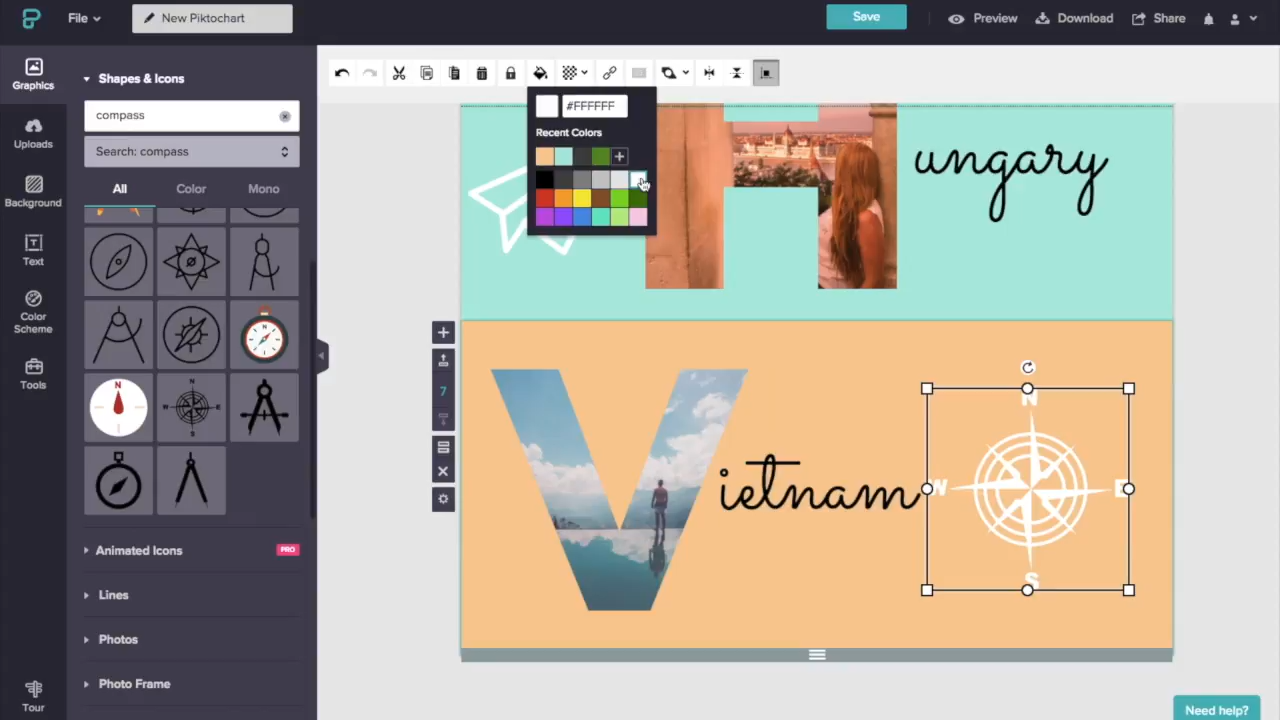 File
New Piktochart
Save
Preview
Download
Share
Graphics
Uploads
Background
Text
Color
Scheme
Tools
Tour
Shapes & Icons
compass
Search: compass
All
Color
Mono
N
N
N
W
E
S
Animated Icons
PRO
Lines
Photos
Photo Frame
#FFFFFF
Recent Colors
ungary
7
V
ietnam
N
W
E
S
Need help?